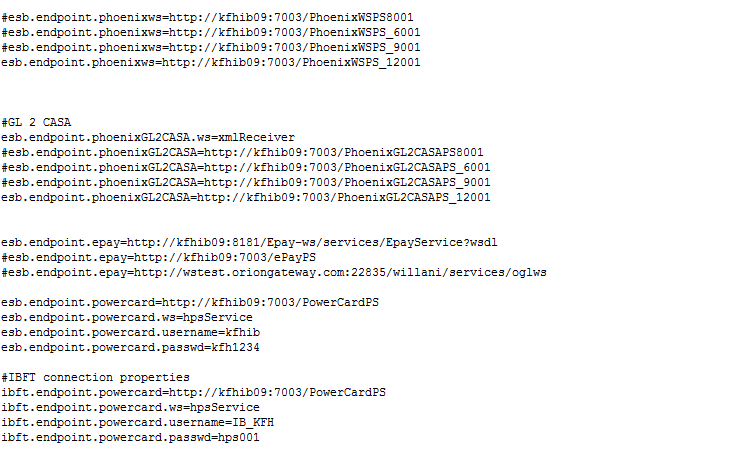 #esb.endpoint.phoenixws=http://kfhib09:7003/PhoenixWSPS8001
#esb.endpoint.phoenixws=http://kfhib09:7003/PhoenixWSPS_6001
#esb.endpoint.phoenixws=http://kfhib09:7003/PhoenixWSPS_9001
esb.endpoint.phoenixws=http://kfhib09:7003/PhoenixWSPS_12001
#GL 2 CASA
esb.endpoint.phoenixGL2CASA.ws=xmlReceiver
#esb.endpoint.phoenixGL2CASA=http://kfhib09:7003/PhoenixGL2CASAPS8001
#esb.endpoint.phoenixGL2CASA=http://kfhib09:7003/PhoenixGL2CASAPS_6001
#esb.endpoint.phoenixGL2CASA=http://kfhib09:7003/PhoenixGL2CASAPS_9001
esb.endpoint.phoenixGL2CASA=http://kfhib09:7003/PhoenixGL2CASAPS_12001
esb.endpoint.epay=http://kfhib09:8181/Epay-ws/services/EpayService?wsdl
#esb.endpoint.epay=http://kfhib09:7003/ePayPS
#esb.endpoint.epay=http://wstest.oriongateway.com:22835/willani/services/oglws
esb.endpoint.powercard=http://kfhib09:7003/PowerCardPS
esb.endpoint.powercard.ws=hpsService
esb.endpoint.powercard.username=kfhib
esb.endpoint.powercard.passwd=kfh1234
#IBFT connection properties
ibft.endpoint.powercard=http://kfhib09:7003/PowerCardPS
ibft.endpoint.powercard.ws=hpsService
ibft.endpoint.powercard.username=IB_KFH
ibft.endpoint.powercard.passwd=hps001